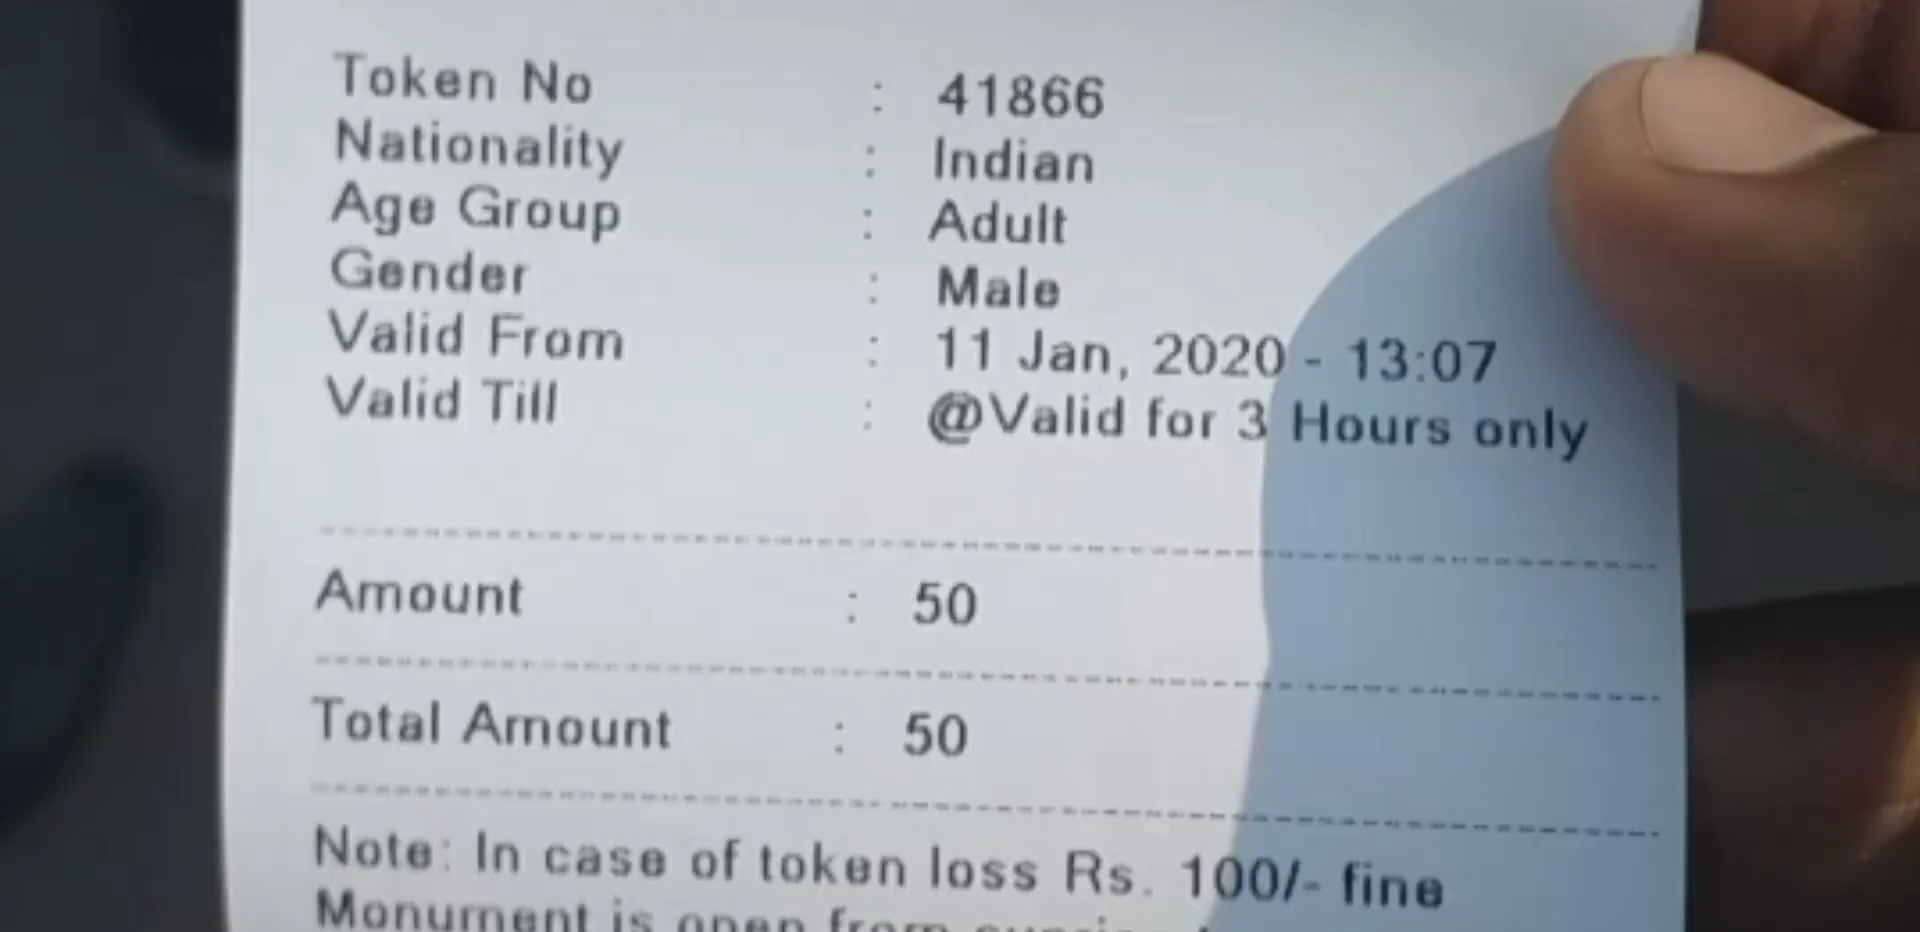 Token No : 41866
Nationality : Indian
Age Group : Adult
Gender : Male
Valid From : 11 Jan, 2020 - 13:07
Valid Till : @Valid for 3 Hours only
Amount : 50
Total Amount : 50
Note: In case of token loss Rs. 100/- fine
Monument is open from